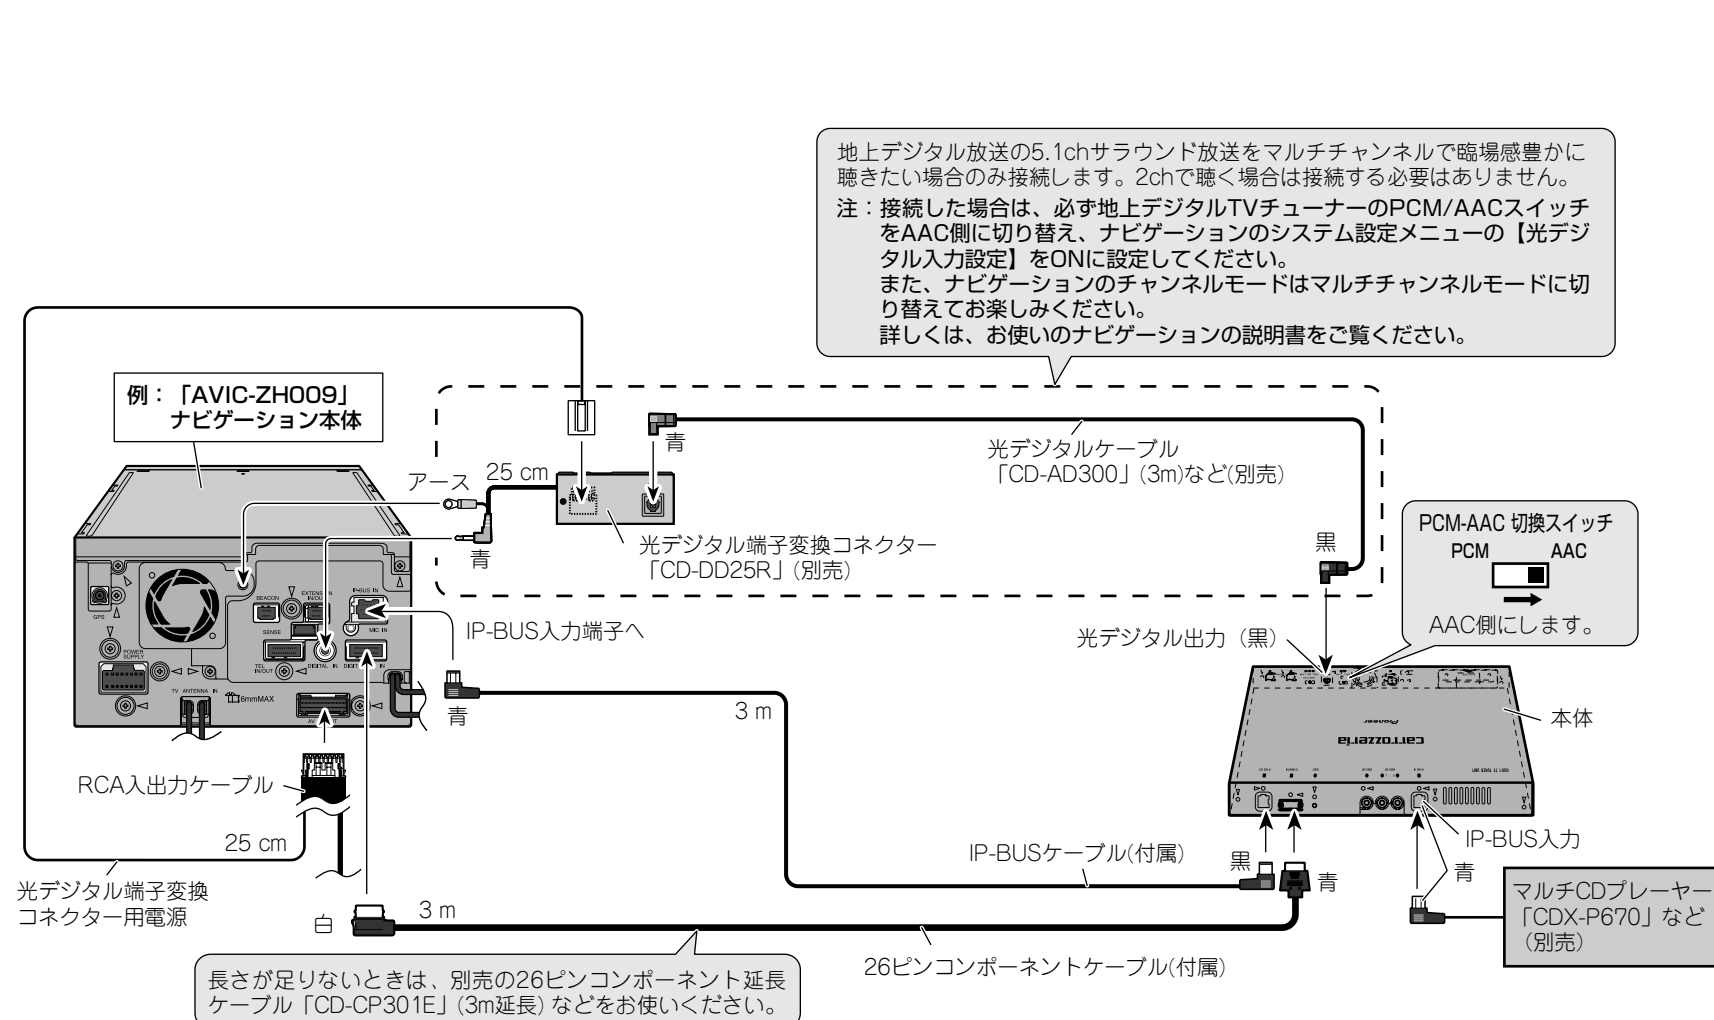 地上デジタル放送の5.1chサラウンド放送をマルチチャンネルで臨場感豊かに
聴きたい場合のみ接続します。2chで聴く場合は接続する必要はありません。
注：接続した場合は、必ず地上デジタルTVチューナーのPCM/AACスイッチ
をAAC側に切り替え、ナビゲーションのシステム設定メニューの【光デジ
タル入力設定】をONに設定してください。
また、ナビゲーションのチャンネルモードはマルチチャンネルモードに切
り替えてお楽しみください。
詳しくは、お使いのナビゲーションの説明書をご覧ください。
例：「AVIC-ZH009」
ナビゲーション本体
青
光デジタルケーブル
「CD-AD300」(3m)など(別売)
アース
25 cm
青
光デジタル端子変換コネクター
「CD-DD25R」(別売)
黒
PCM-AAC 切換スイッチ
PCM AAC
AAC側にします。
IP-BUS入力端子へ
光デジタル出力（黒）
GPS
BEACON
EXTENSION
IN/OUT
IP-BUS IN
MIC IN
SENSE
POWER
SUPPLY
TEL
IN/OUT
DIGITAL IN
TV ANTENNA IN
6mmMAX
青
3 m
本体
Pioneer
carrozzeria
RCA入出力ケーブル
25 cm
光デジタル端子変換
コネクター用電源
IP-BUSケーブル(付属)
黒
青
IP-BUS入力
青
マルチCDプレーヤー
「CDX-P670」など
（別売）
白
3 m
26ピンコンポーネントケーブル(付属)
長さが足りないときは、別売の26ピンコンポーネント延長
ケーブル「CD-CP301E」(3m延長) などをお使いください。